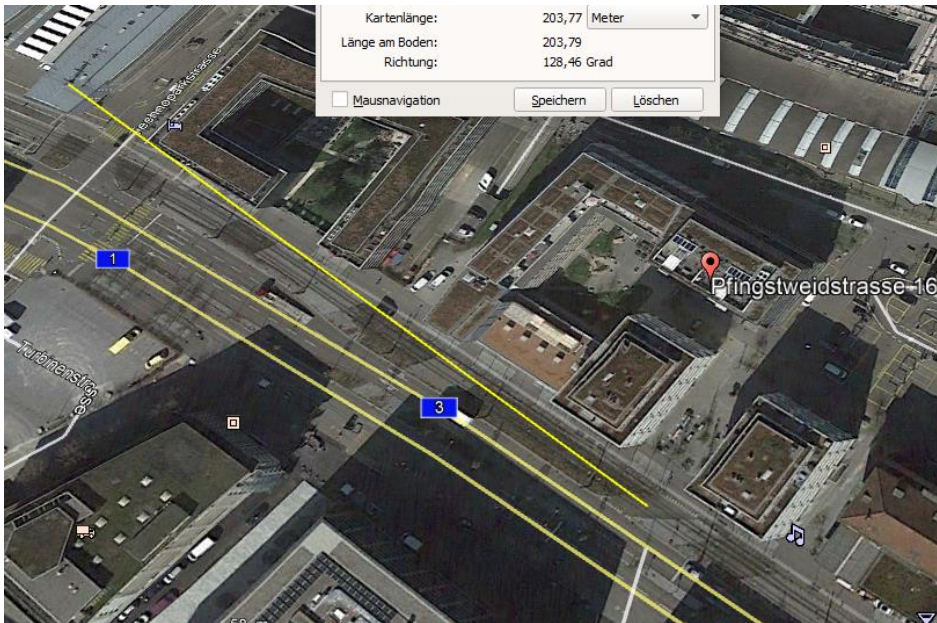 Kartenlänge: 203,77 Meter
Länge am Boden: 203,79
Richtung: 128,46 Grad
Mausnavigation Speichern Löschen
Technoparkstrasse
1
Pfingstweidstrasse 16
3